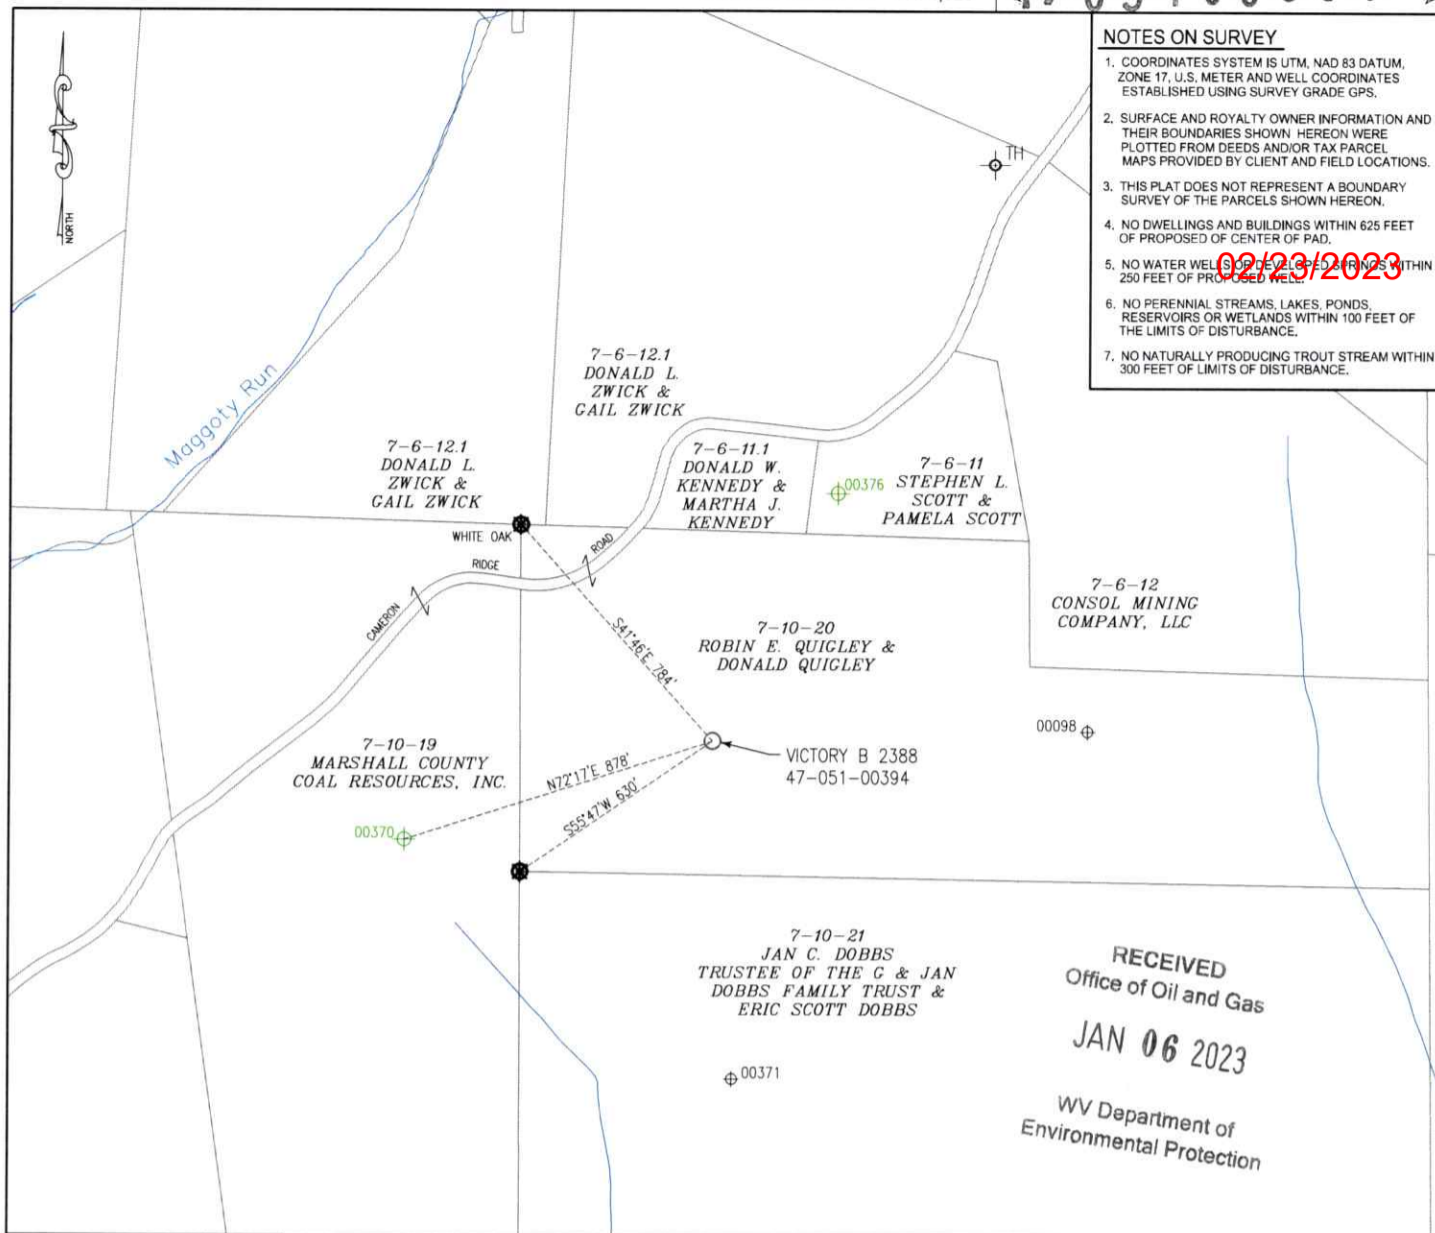 NOTES ON SURVEY
1. COORDINATES SYSTEM IS UTM, NAD 83 DATUM,
ZONE 17, U.S. METER AND WELL COORDINATES
ESTABLISHED USING SURVEY GRADE GPS.
2. SURFACE AND ROYALTY OWNER INFORMATION AND
THEIR BOUNDARIES SHOWN HEREON WERE
PLOTTED FROM DEEDS AND/OR TAX PARCEL
MAPS PROVIDED BY CLIENT AND FIELD LOCATIONS.
3. THIS PLAT DOES NOT REPRESENT A BOUNDARY
SURVEY OF THE PARCELS SHOWN HEREON.
4. NO DWELLINGS AND BUILDINGS WITHIN 625 FEET
OF PROPOSED OF CENTER OF PAD.
5. NO WATER WELLS OR DEVELOPED SPRINGS WITHIN
250 FEET OF PROPOSED WELL.
02/23/2023
6. NO PERENNIAL STREAMS, LAKES, PONDS,
RESERVOIRS OR WETLANDS WITHIN 100 FEET OF
THE LIMITS OF DISTURBANCE.
7. NO NATURALLY PRODUCING TROUT STREAM WITHIN
300 FEET OF LIMITS OF DISTURBANCE.
NORTH
TH
Maggoty Run
7-6-12.1
DONALD L.
ZWICK &
GAIL ZWICK
7-6-12.1
DONALD L.
ZWICK &
GAIL ZWICK
7-6-11.1
DONALD W.
KENNEDY &
MARTHA J.
KENNEDY
00376
7-6-11
STEPHEN L.
SCOTT &
PAMELA SCOTT
WHITE OAK
CAMERON
RIDGE
ROAD
7-6-12
CONSOL MINING
COMPANY, LLC
S41°46'E 784'
7-10-20
ROBIN E. QUIGLEY &
DONALD QUIGLEY
00098
7-10-19
MARSHALL COUNTY
COAL RESOURCES, INC.
VICTORY B 2388
47-051-00394
N72°17'E 878'
S55°47'W 630'
00370
7-10-21
JAN C. DOBBS
TRUSTEE OF THE G & JAN
DOBBS FAMILY TRUST &
ERIC SCOTT DOBBS
00371
RECEIVED
Office of Oil and Gas
JAN 06 2023
WV Department of
Environmental Protection